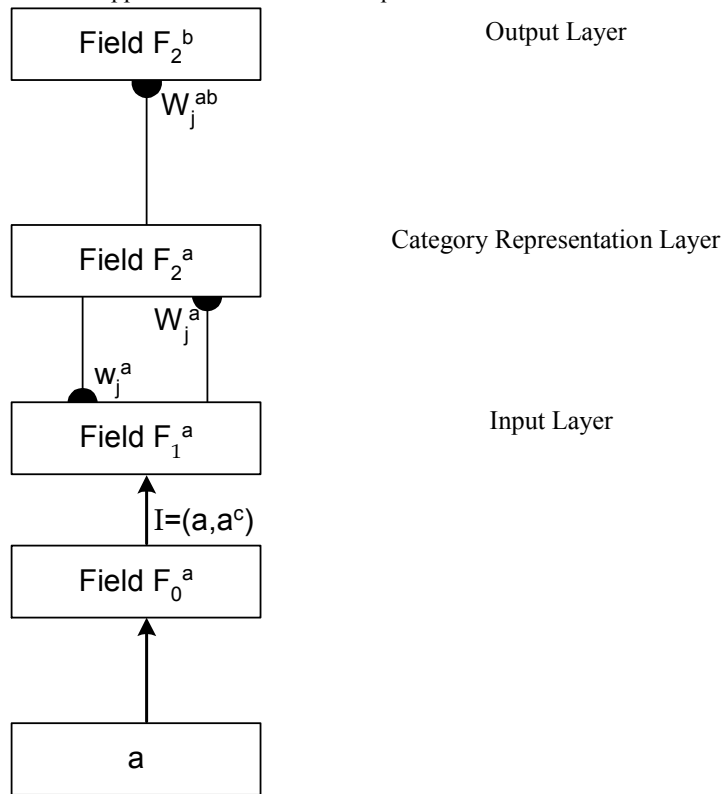 Field F₂ᵇ
Output Layer
Wⱼᵃᵇ
Field F₂ᵃ
Category Representation Layer
Wⱼᵃ
wⱼᵃ
Field F₁ᵃ
Input Layer
I=(a,aᶜ)
Field F₀ᵃ
a